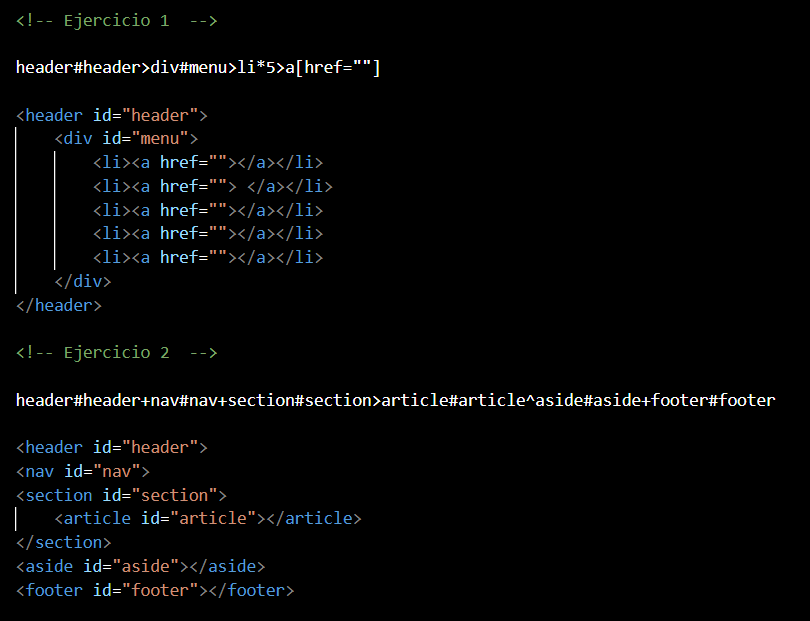 <!-- Ejercicio 1  -->
header#header>div#menu>li*5>a[href=""]
<header id="header">
    <div id="menu">
        <li><a href=""></a></li>
        <li><a href=""> </a></li>
        <li><a href=""></a></li>
        <li><a href=""></a></li>
        <li><a href=""></a></li>
    </div>
</header>
<!-- Ejercicio 2  -->
header#header+nav#nav+section#section>article#article^aside#aside+footer#footer
<header id="header">
<nav id="nav">
<section id="section">
    <article id="article"></article>
</section>
<aside id="aside"></aside>
<footer id="footer"></footer>